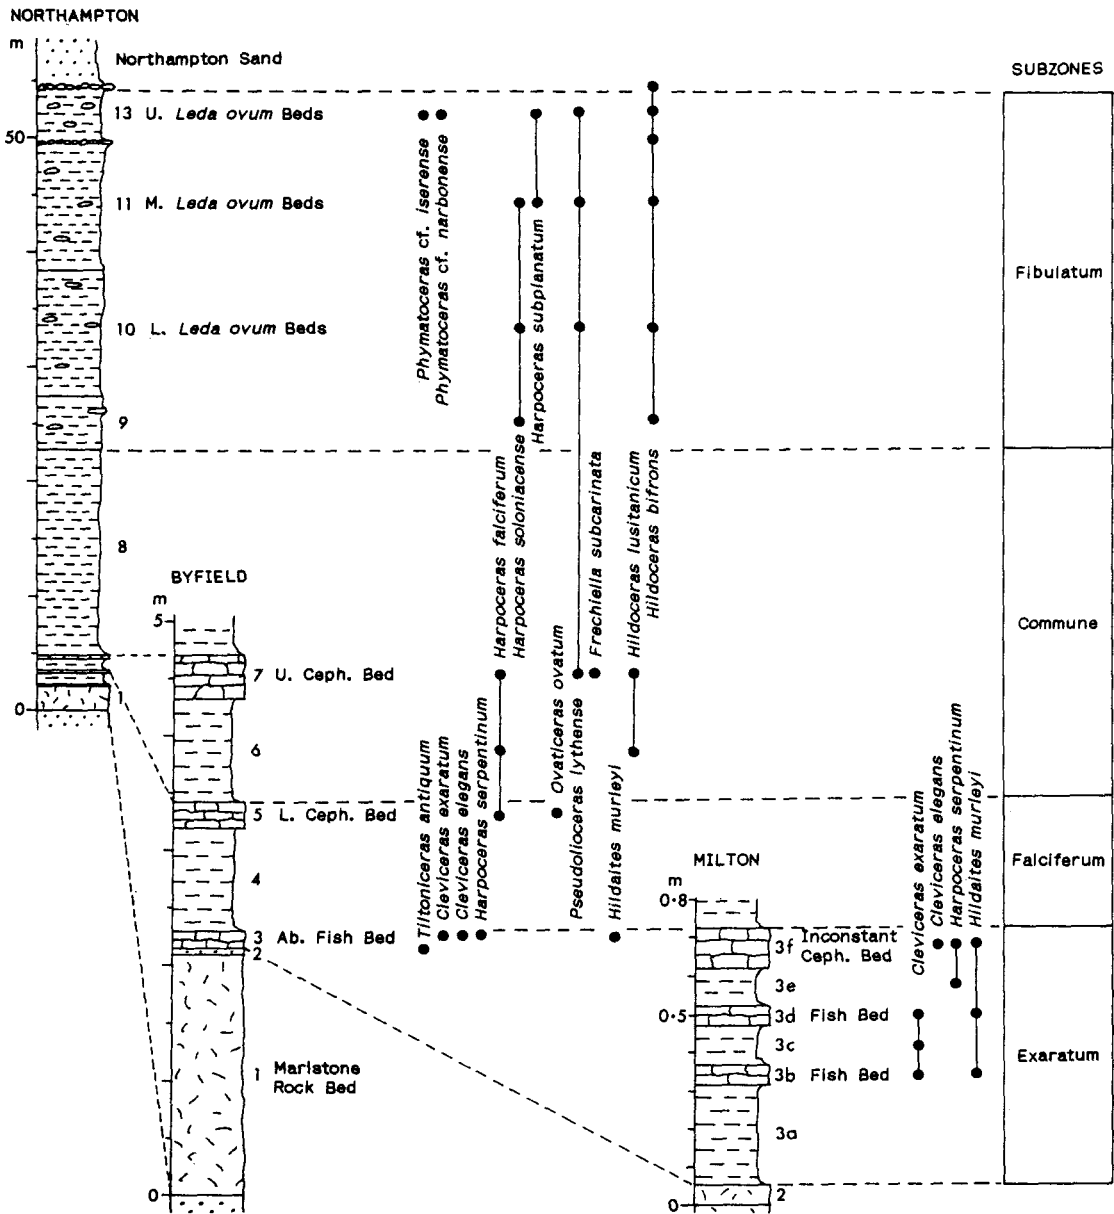 NORTHAMPTON
m
Northampton Sand
SUBZONES
13 U. Leda ovum Beds
50
11 M. Leda ovum Beds
10 L. Leda ovum Beds
9
8
1
0
Phymatoceras cf. iserense
Phymatoceras cf. narbonense
Harpoceras subplanatum
Harpoceras falciferum
Harpoceras soloniacense
Ovaticeras ovatum
Pseudolioceras lythense
Frechiella subcarinata
Hildoceras lusitanicum
Hildoceras bifrons
Fibulatum
Commune
Falciferum
Exaratum
BYFIELD
m
5
7 U. Ceph. Bed
6
5 L. Ceph. Bed
4
3 Ab. Fish Bed
2
1 Marlstone
Rock Bed
0
Tiltoniceras antiquum
Cleviceras exaratum
Cleviceras elegans
Harpoceras serpentinum
Hildaites murleyi
MILTON
m
0·8
3f Inconstant
Ceph. Bed
3e
0·5
3d Fish Bed
3c
3b Fish Bed
3a
2
0
Cleviceras exaratum
Cleviceras elegans
Harpoceras serpentinum
Hildaites murleyi